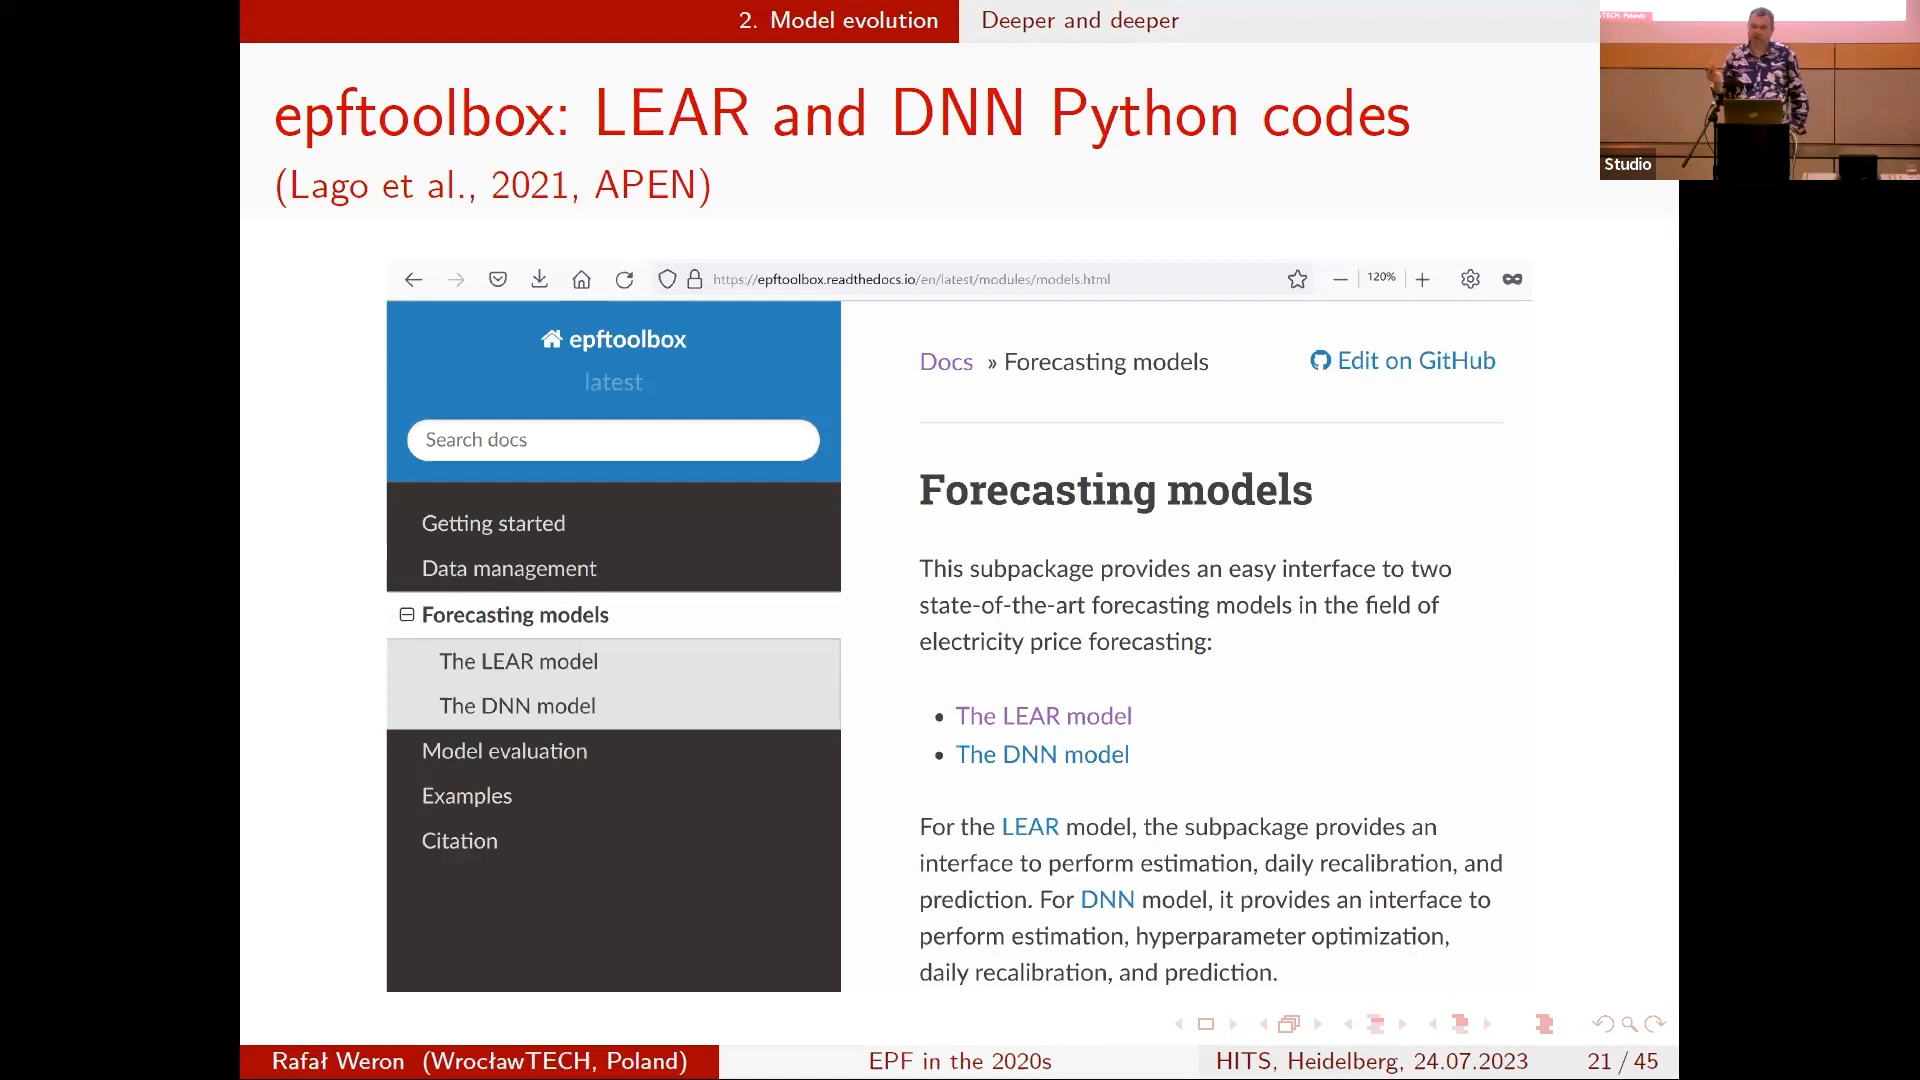 2. Model evolution
Deeper and deeper
epftoolbox: LEAR and DNN Python codes
(Lago et al., 2021, APEN)
Studio
https://epftoolbox.readthedocs.io/en/latest/modules/models.html
120%
epftoolbox
latest
Search docs
Getting started
Data management
Forecasting models
The LEAR model
The DNN model
Model evaluation
Examples
Citation
Docs » Forecasting models
Edit on GitHub
Forecasting models
This subpackage provides an easy interface to two
state-of-the-art forecasting models in the field of
electricity price forecasting:
• The LEAR model
• The DNN model
For the LEAR model, the subpackage provides an
interface to perform estimation, daily recalibration, and
prediction. For DNN model, it provides an interface to
perform estimation, hyperparameter optimization,
daily recalibration, and prediction.
Rafał Weron (WrocławTECH, Poland)
EPF in the 2020s
HITS, Heidelberg, 24.07.2023
21 / 45